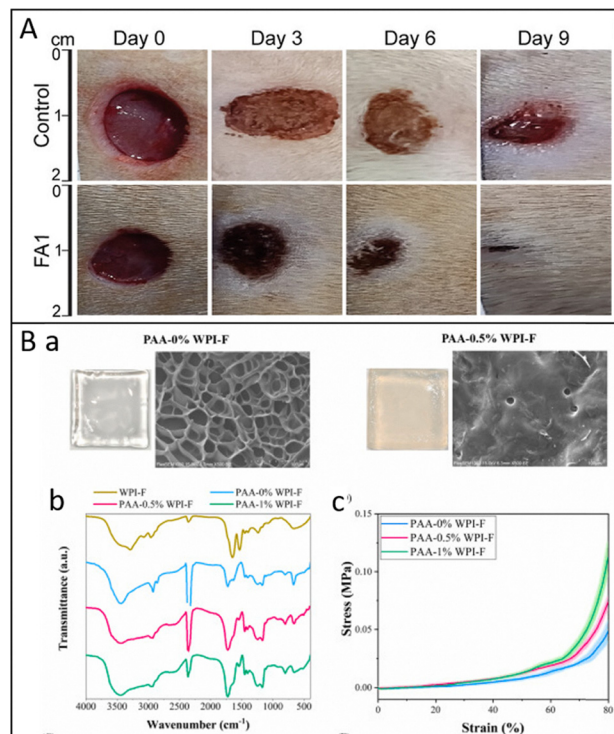 A
cm Day 0 Day 3 Day 6 Day 9
0
Control
1
2
0
FA1
1
2
B a
PAA-0% WPI-F PAA-0.5% WPI-F
b
WPI-F PAA-0% WPI-F
PAA-0.5% WPI-F PAA-1% WPI-F
Transmittance (a.u.)
4000 3500 3000 2500 2000 1500 1000 500
Wavenumber (cm-1)
c
PAA-0% WPI-F
PAA-0.5% WPI-F
PAA-1% WPI-F
Stress (MPa)
0.15
0.10
0.05
0.00
0 20 40 60 80
Strain (%)